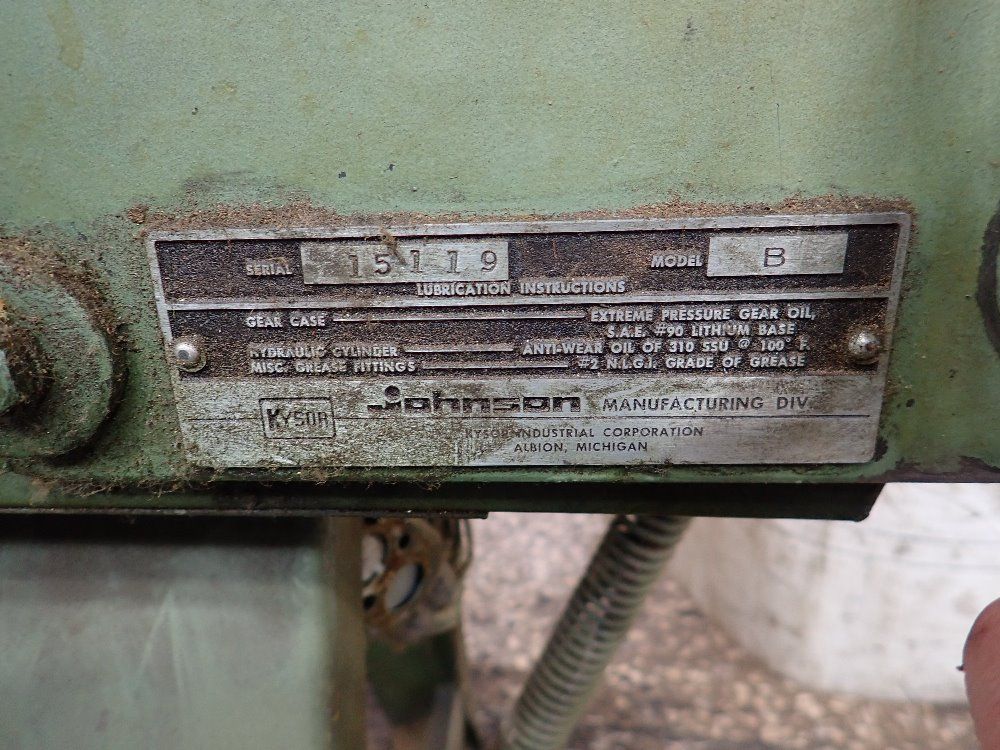 SERIAL 15119 MODEL B
LUBRICATION INSTRUCTIONS
GEAR CASE EXTREME PRESSURE GEAR OIL,
S.A.E. #90 LITHIUM BASE
HYDRAULIC CYLINDER ANTI-WEAR OIL OF 310 SSU @ 100° F.
MISC. GREASE FITTINGS #2 N.L.G.I. GRADE OF GREASE
KYSOR Johnson MANUFACTURING DIV.
KYSOR INDUSTRIAL CORPORATION
ALBION, MICHIGAN